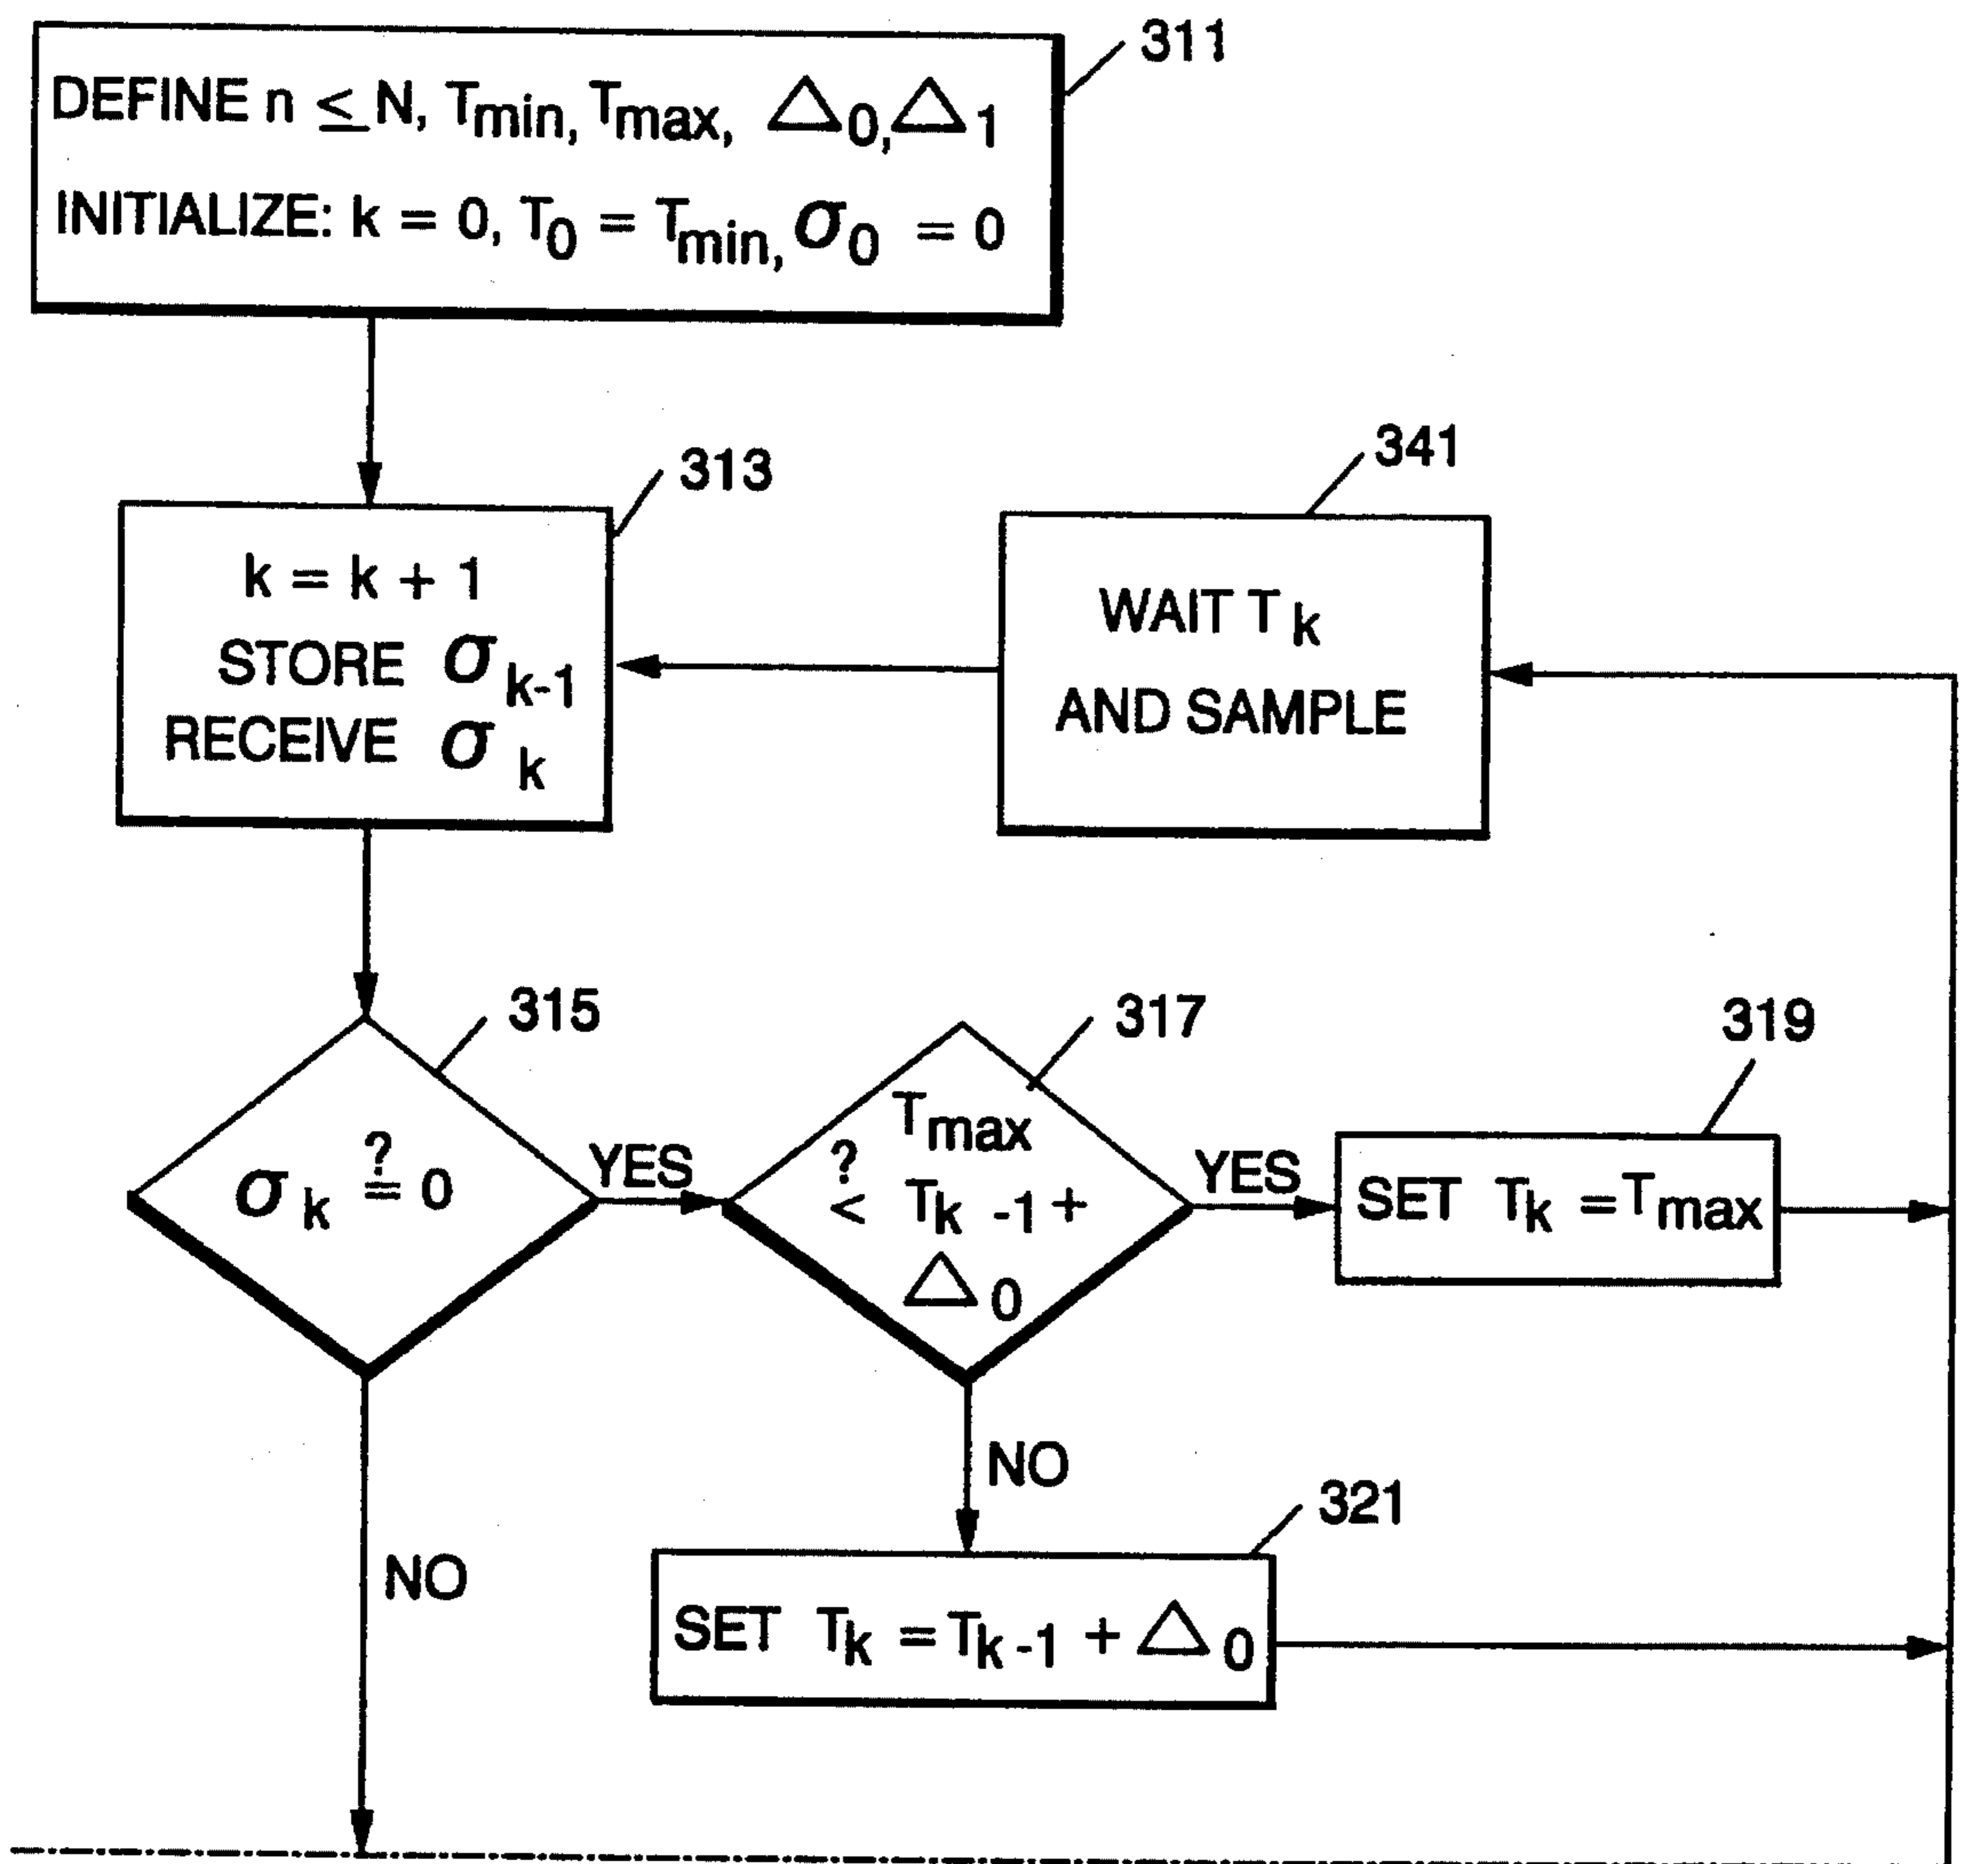 311
DEFINE n ≤ N, Tmin, Tmax, △0, △1
INITIALIZE: k = 0, T0 = Tmin, σ0 = 0
313
k = k + 1
STORE σk-1
RECEIVE σk
341
WAIT Tk
AND SAMPLE
315
σk ?= 0
YES
NO
317
Tmax
?< Tk-1 +
△0
YES
NO
319
SET Tk = Tmax
321
SET Tk = Tk-1 + △0